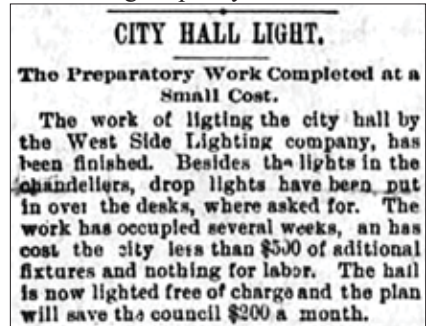 CITY HALL LIGHT.
The Preparatory Work Completed at a
Small Cost.
The work of ligting the city hall by
the West Side Lighting company, has
been finished. Besides the lights in the
chandeliers, drop lights have been put
in over the desks, where asked for. The
work has occupied several weeks, an has
cost the city less than $500 of aditional
fixtures and nothing for labor. The hall
is now lighted free of charge and the plan
will save the council $200 a month.